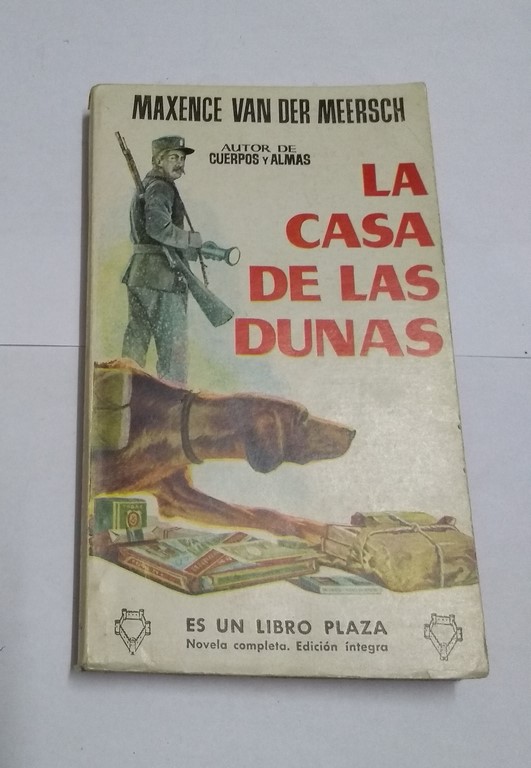 MAXENCE VAN DER MEERSCH
AUTOR DE
CUERPOS Y ALMAS
LA
CASA
DE LAS
DUNAS
ES UN LIBRO PLAZA
Novela completa. Edición íntegra